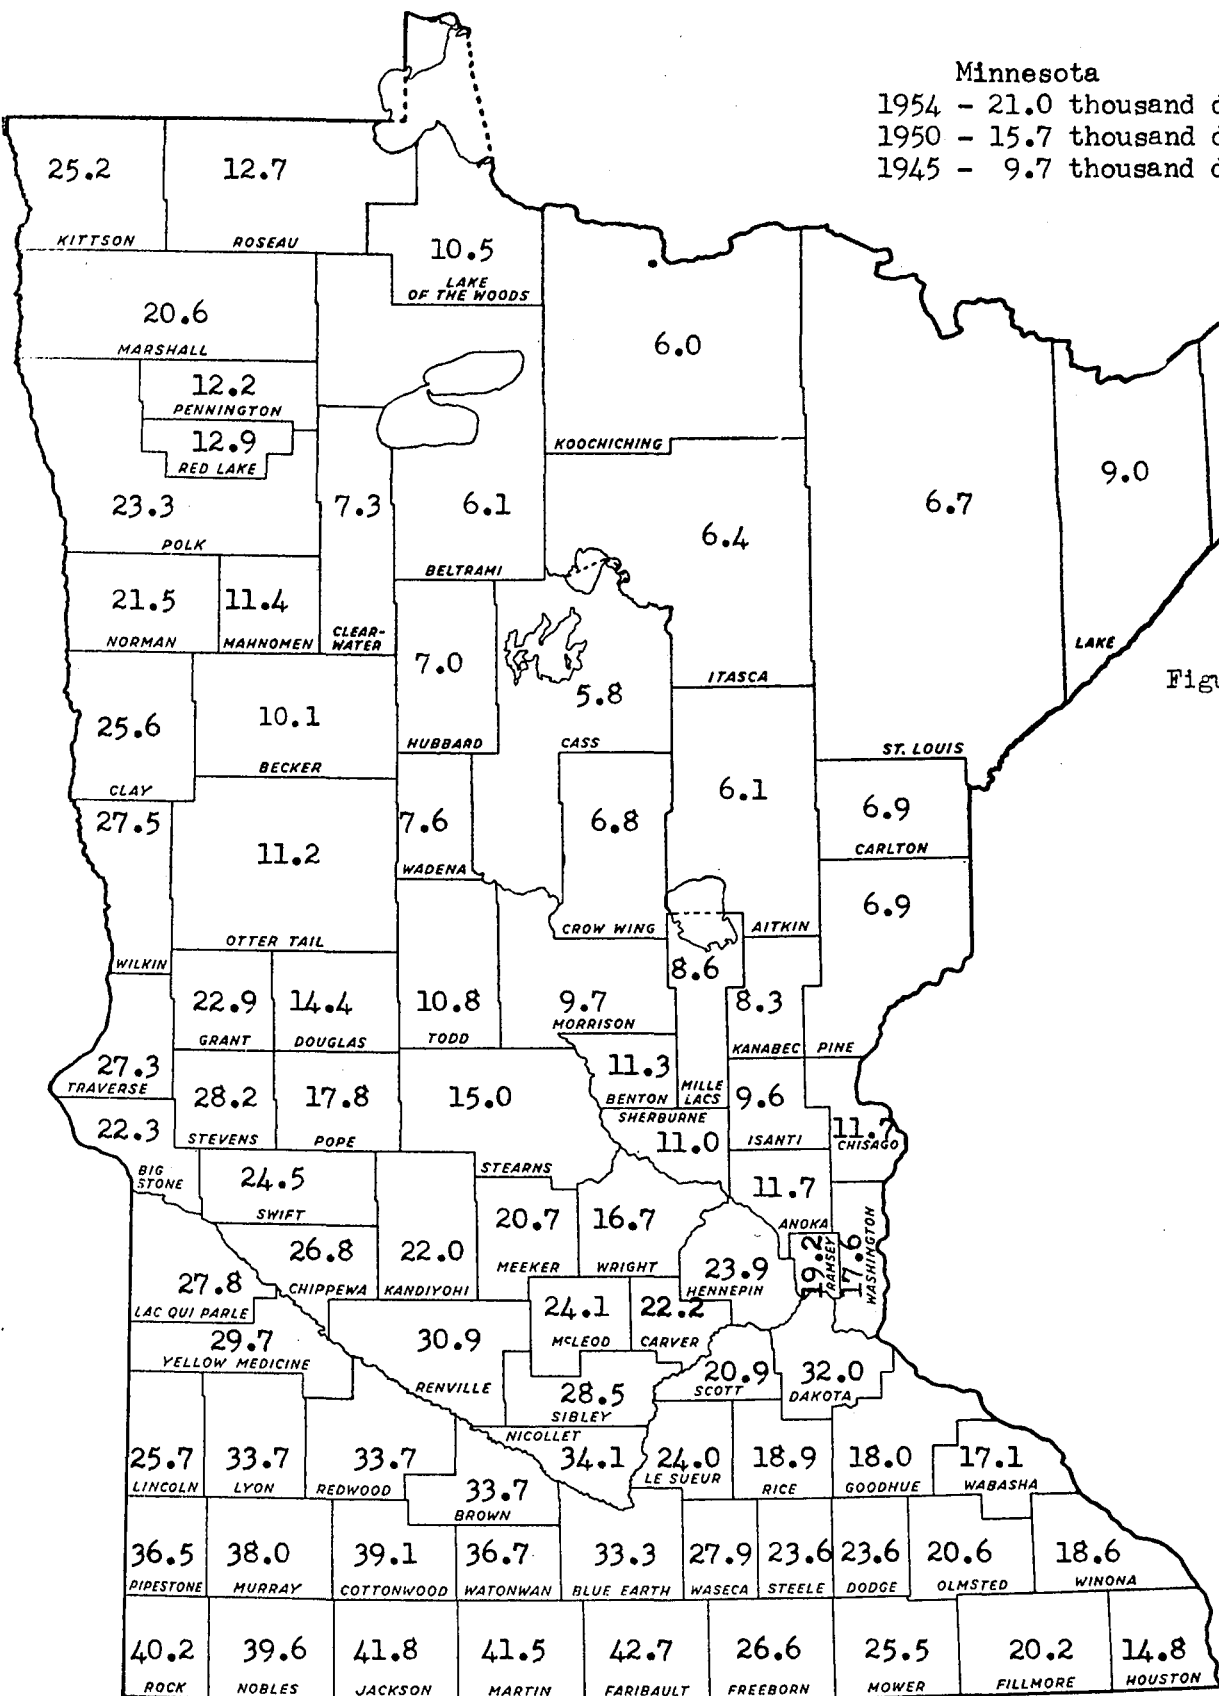 Minnesota
1954 - 21.0 thousand d
1950 - 15.7 thousand d
1945 - 9.7 thousand d
25.2
KITTSON
12.7
ROSEAU
10.5
LAKE
OF THE WOODS
20.6
MARSHALL
12.2
PENNINGTON
12.9
RED LAKE
23.3
POLK
7.3
CLEAR-
WATER
6.1
BELTRAMI
6.0
KOOCHICHING
6.4
ITASCA
6.7
ST. LOUIS
9.0
LAKE
Figu
21.5
NORMAN
11.4
MAHNOMEN
7.0
HUBBARD
5.8
CASS
25.6
CLAY
10.1
BECKER
27.5
WILKIN
11.2
OTTER TAIL
7.6
WADENA
6.8
CROW WING
6.1
AITKIN
6.9
CARLTON
6.9
PINE
22.9
GRANT
14.4
DOUGLAS
10.8
TODD
9.7
MORRISON
8.6
MILLE
LACS
8.3
KANABEC
27.3
TRAVERSE
28.2
STEVENS
17.8
POPE
15.0
STEARNS
11.3
BENTON
SHERBURNE
11.0
9.6
ISANTI
11.7
CHISAGO
22.3
BIG
STONE
24.5
SWIFT
26.8
CHIPPEWA
22.0
KANDIYOHI
20.7
MEEKER
16.7
WRIGHT
11.7
ANOKA
23.9
HENNEPIN
19.2
RAMSEY
17.6
WASHINGTON
27.8
LAC QUI PARLE
29.7
YELLOW MEDICINE
30.9
RENVILLE
24.1
McLEOD
22.2
CARVER
20.9
SCOTT
32.0
DAKOTA
28.5
SIBLEY
NICOLLET
34.1
25.7
LINCOLN
33.7
LYON
33.7
REDWOOD
33.7
BROWN
24.0
LE SUEUR
18.9
RICE
18.0
GOODHUE
17.1
WABASHA
36.5
PIPESTONE
38.0
MURRAY
39.1
COTTONWOOD
36.7
WATONWAN
33.3
BLUE EARTH
27.9
WASECA
23.6
STEELE
23.6
DODGE
20.6
OLMSTED
18.6
WINONA
40.2
ROCK
39.6
NOBLES
41.8
JACKSON
41.5
MARTIN
42.7
FARIBAULT
26.6
FREEBORN
25.5
MOWER
20.2
FILLMORE
14.8
HOUSTON